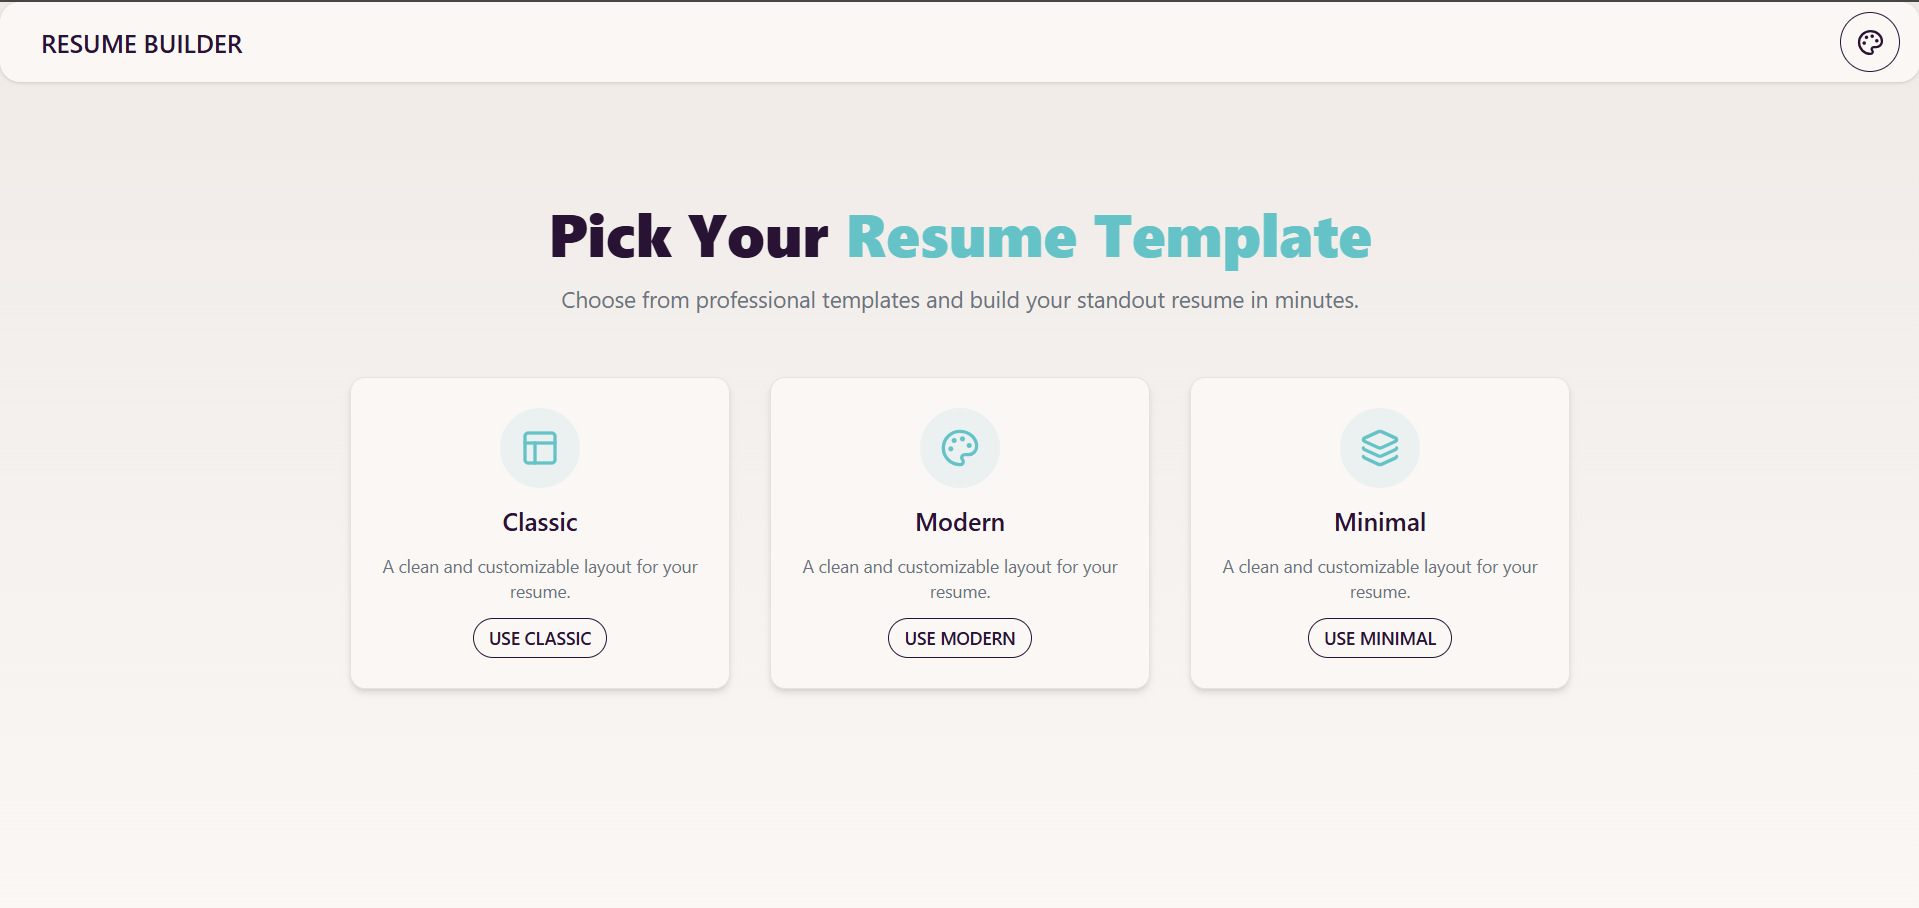 RESUME BUILDER
Pick Your Resume Template
Choose from professional templates and build your standout resume in minutes.
Classic
A clean and customizable layout for your
resume.
USE CLASSIC
Modern
A clean and customizable layout for your
resume.
USE MODERN
Minimal
A clean and customizable layout for your
resume.
USE MINIMAL